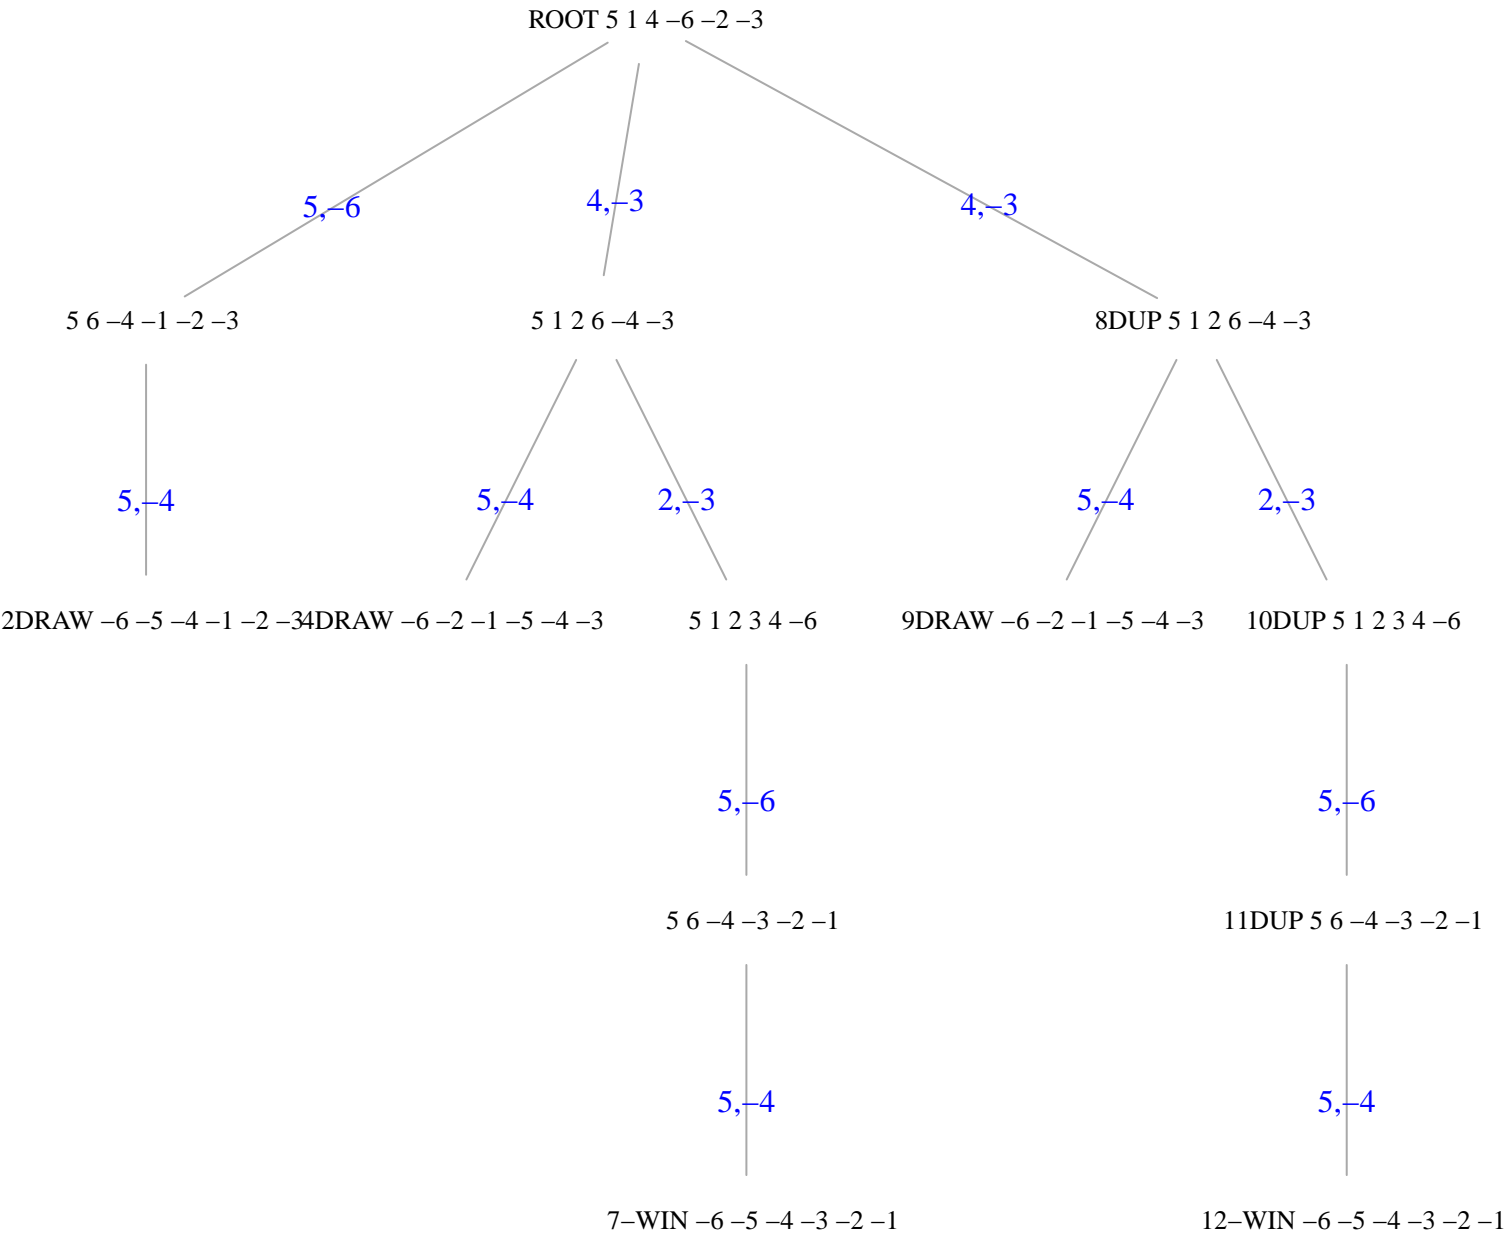 ROOT 5 1 4 –6 –2 –3
5,–6
4,–3
4,–3
5 6 –4 –1 –2 –3
5 1 2 6 –4 –3
8DUP 5 1 2 6 –4 –3
5,–4
5,–4
2,–3
5,–4
2,–3
2DRAW –6 –5 –4 –1 –2 –3
4DRAW –6 –2 –1 –5 –4 –3
5 1 2 3 4 –6
9DRAW –6 –2 –1 –5 –4 –3
10DUP 5 1 2 3 4 –6
5,–6
5,–6
5 6 –4 –3 –2 –1
11DUP 5 6 –4 –3 –2 –1
5,–4
5,–4
7–WIN –6 –5 –4 –3 –2 –1
12–WIN –6 –5 –4 –3 –2 –1